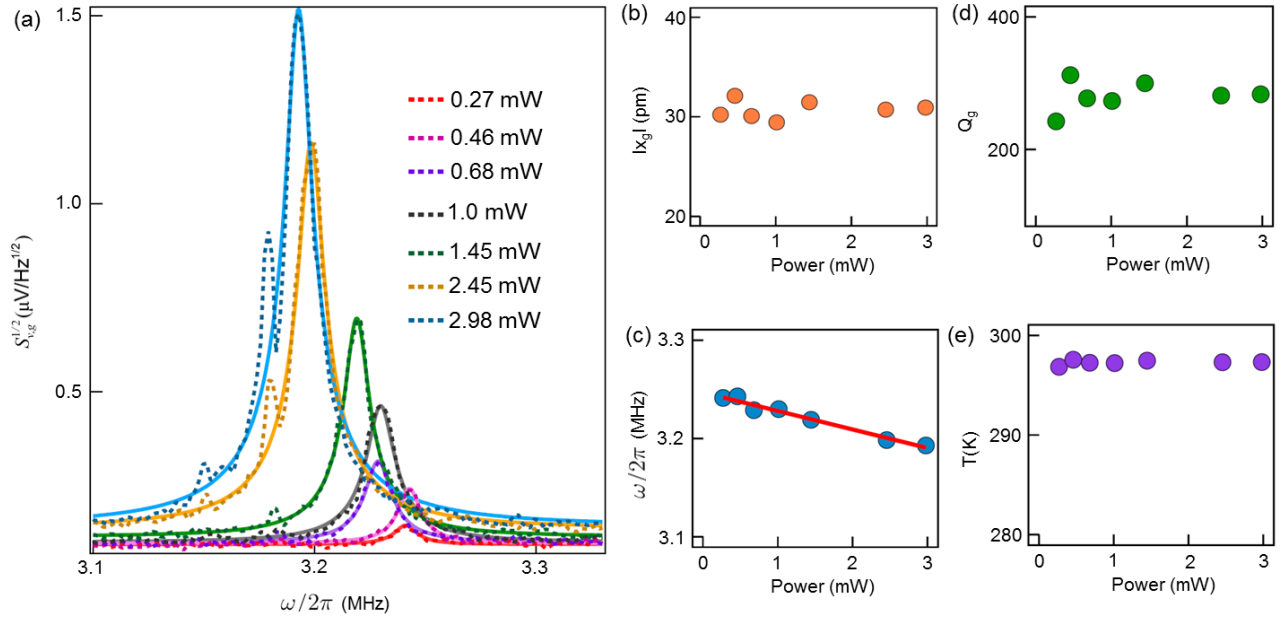 (a)
1.5
1.0
0.5
S_{v,g}^{1/2} (μV/Hz^{1/2})
3.1
3.2
3.3
ω/2π (MHz)
0.27 mW
0.46 mW
0.68 mW
1.0 mW
1.45 mW
2.45 mW
2.98 mW
(b)
40
30
20
|x_g| (pm)
0 1 2 3
Power (mW)
(d)
400
200
Q_g
0 1 2 3
Power (mW)
(c)
3.3
3.2
3.1
ω/2π (MHz)
0 1 2 3
Power (mW)
(e)
300
290
280
T(K)
0 1 2 3
Power (mW)